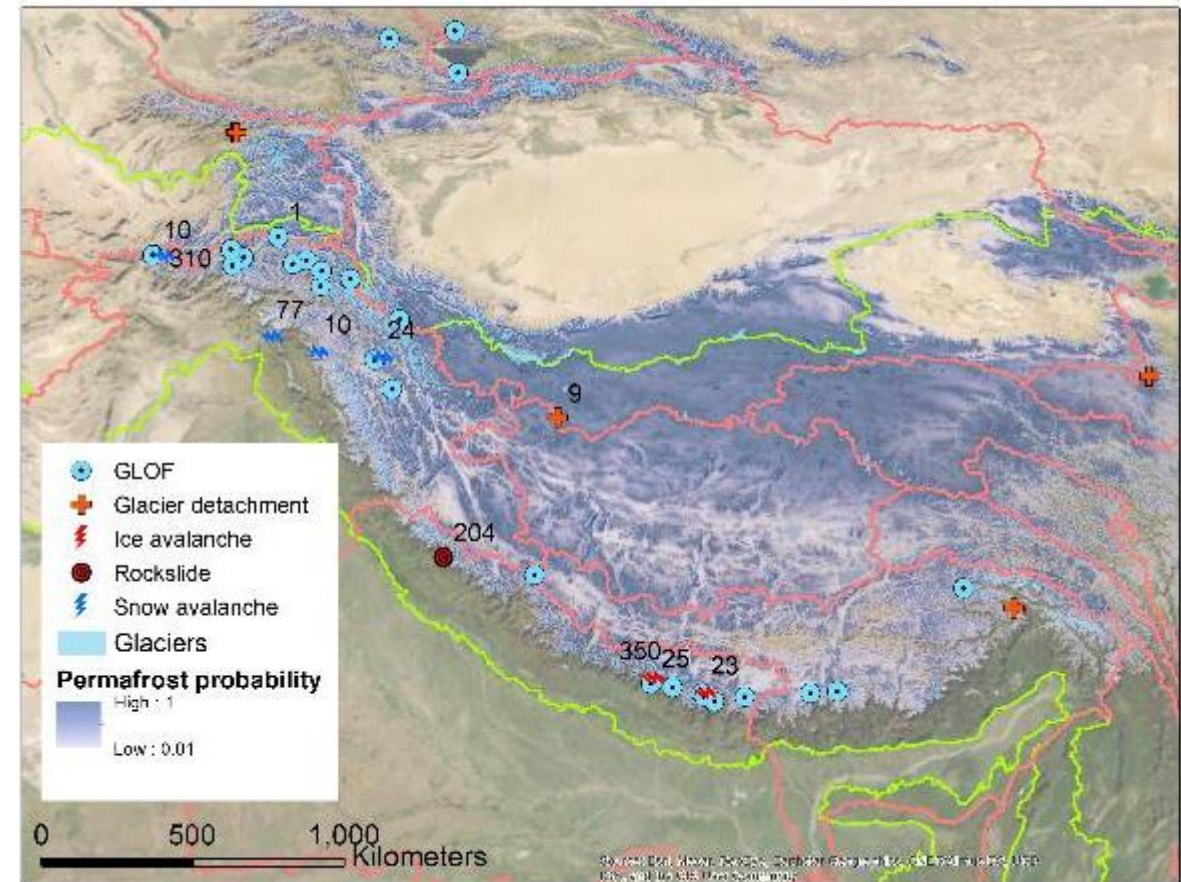 1
10
310
77
10
24
9
204
350
25
23
GLOF
Glacier detachment
Ice avalanche
Rockslide
Snow avalanche
Glaciers
Permafrost probability
High : 1
Low : 0.01
0 500 1,000
Kilometers